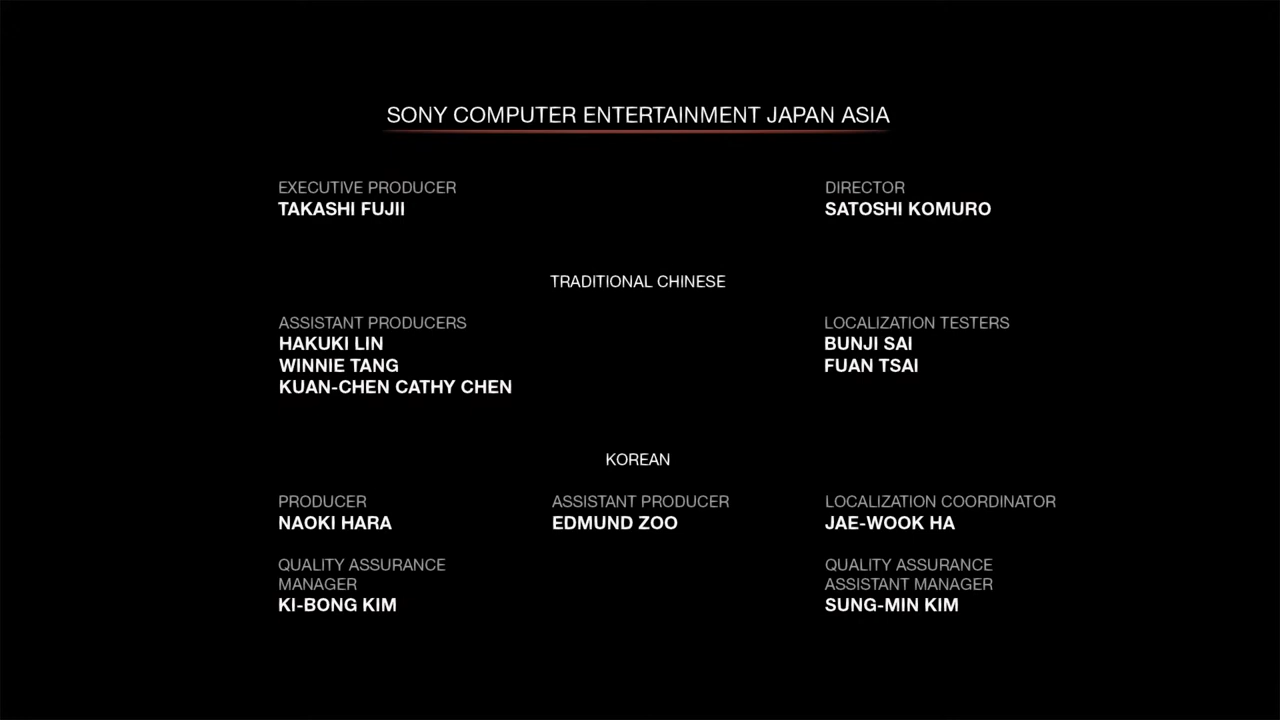 SONY COMPUTER ENTERTAINMENT JAPAN ASIA
EXECUTIVE PRODUCER
TAKASHI FUJII
DIRECTOR
SATOSHI KOMURO
TRADITIONAL CHINESE
ASSISTANT PRODUCERS
HAKUKI LIN
WINNIE TANG
KUAN-CHEN CATHY CHEN
LOCALIZATION TESTERS
BUNJI SAI
FUAN TSAI
KOREAN
PRODUCER
NAOKI HARA
ASSISTANT PRODUCER
EDMUND ZOO
LOCALIZATION COORDINATOR
JAE-WOOK HA
QUALITY ASSURANCE
MANAGER
KI-BONG KIM
QUALITY ASSURANCE
ASSISTANT MANAGER
SUNG-MIN KIM